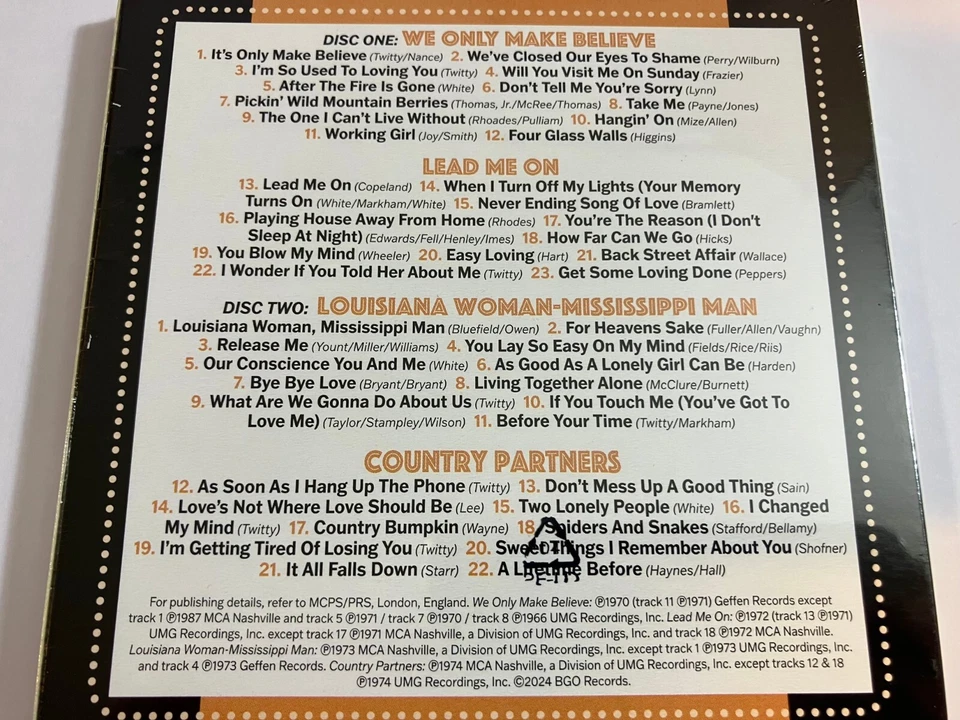 DISC ONE: WE ONLY MAKE BELIEVE
1. It's Only Make Believe (Twitty/Nance) 2. We've Closed Our Eyes To Shame (Perry/Wilburn)
3. I'm So Used To Loving You (Twitty) 4. Will You Visit Me On Sunday (Frazier)
5. After The Fire Is Gone (White) 6. Don't Tell Me You're Sorry (Lynn)
7. Pickin' Wild Mountain Berries (Thomas, Jr./McRee/Thomas) 8. Take Me (Payne/Jones)
9. The One I Can't Live Without (Rhoades/Pulliam) 10. Hangin' On (Mize/Allen)
11. Working Girl (Joy/Smith) 12. Four Glass Walls (Higgins)
LEAD ME ON
13. Lead Me On (Copeland) 14. When I Turn Off My Lights (Your Memory
Turns On (White/Markham/White) 15. Never Ending Song Of Love (Bramlett)
16. Playing House Away From Home (Rhodes) 17. You're The Reason (I Don't
Sleep At Night) (Edwards/Fell/Henley/Imes) 18. How Far Can We Go (Hicks)
19. You Blow My Mind (Wheeler) 20. Easy Loving (Hart) 21. Back Street Affair (Wallace)
22. I Wonder If You Told Her About Me (Twitty) 23. Get Some Loving Done (Peppers)
DISC TWO: LOUISIANA WOMAN-MISSISSIPPI MAN
1. Louisiana Woman, Mississippi Man (Bluefield/Owen) 2. For Heavens Sake (Fuller/Allen/Vaughn)
3. Release Me (Yount/Miller/Williams) 4. You Lay So Easy On My Mind (Fields/Rice/Riis)
5. Our Conscience You And Me (White) 6. As Good As A Lonely Girl Can Be (Harden)
7. Bye Bye Love (Bryant/Bryant) 8. Living Together Alone (McClure/Burnett)
9. What Are We Gonna Do About Us (Twitty) 10. If You Touch Me (You've Got To
Love Me) (Taylor/Stampley/Wilson) 11. Before Your Time (Twitty/Markham)
COUNTRY PARTNERS
12. As Soon As I Hang Up The Phone (Twitty) 13. Don't Mess Up A Good Thing (Sain)
14. Love's Not Where Love Should Be (Lee) 15. Two Lonely People (White) 16. I Changed
My Mind (Twitty) 17. Country Bumpkin (Wayne) 18. Spiders And Snakes (Stafford/Bellamy)
19. I'm Getting Tired Of Losing You (Twitty) 20. Sweet Things I Remember About You (Shofner)
21. It All Falls Down (Starr) 22. A Lifetime Before (Haynes/Hall)
For publishing details, refer to MCPS/PRS, London, England. We Only Make Believe: ℗1970 (track 11 ℗1971) Geffen Records except
track 1 ℗1987 MCA Nashville and track 5 ℗1971 / track 7 ℗1970 / track 8 ℗1966 UMG Recordings, Inc. Lead Me On: ℗1972 (track 13 ℗1971)
UMG Recordings, Inc. except track 17 ℗1971 MCA Nashville, a Division of UMG Recordings, Inc. and track 18 ℗1972 MCA Nashville.
Louisiana Woman-Mississippi Man: ℗1973 MCA Nashville, a Division of UMG Recordings, Inc. except track 1 ℗1973 UMG Recordings, Inc.
and track 4 ℗1973 Geffen Records. Country Partners: ℗1974 MCA Nashville, a Division of UMG Recordings, Inc. except tracks 12 & 18
℗1974 UMG Recordings, Inc. ©2024 BGO Records.